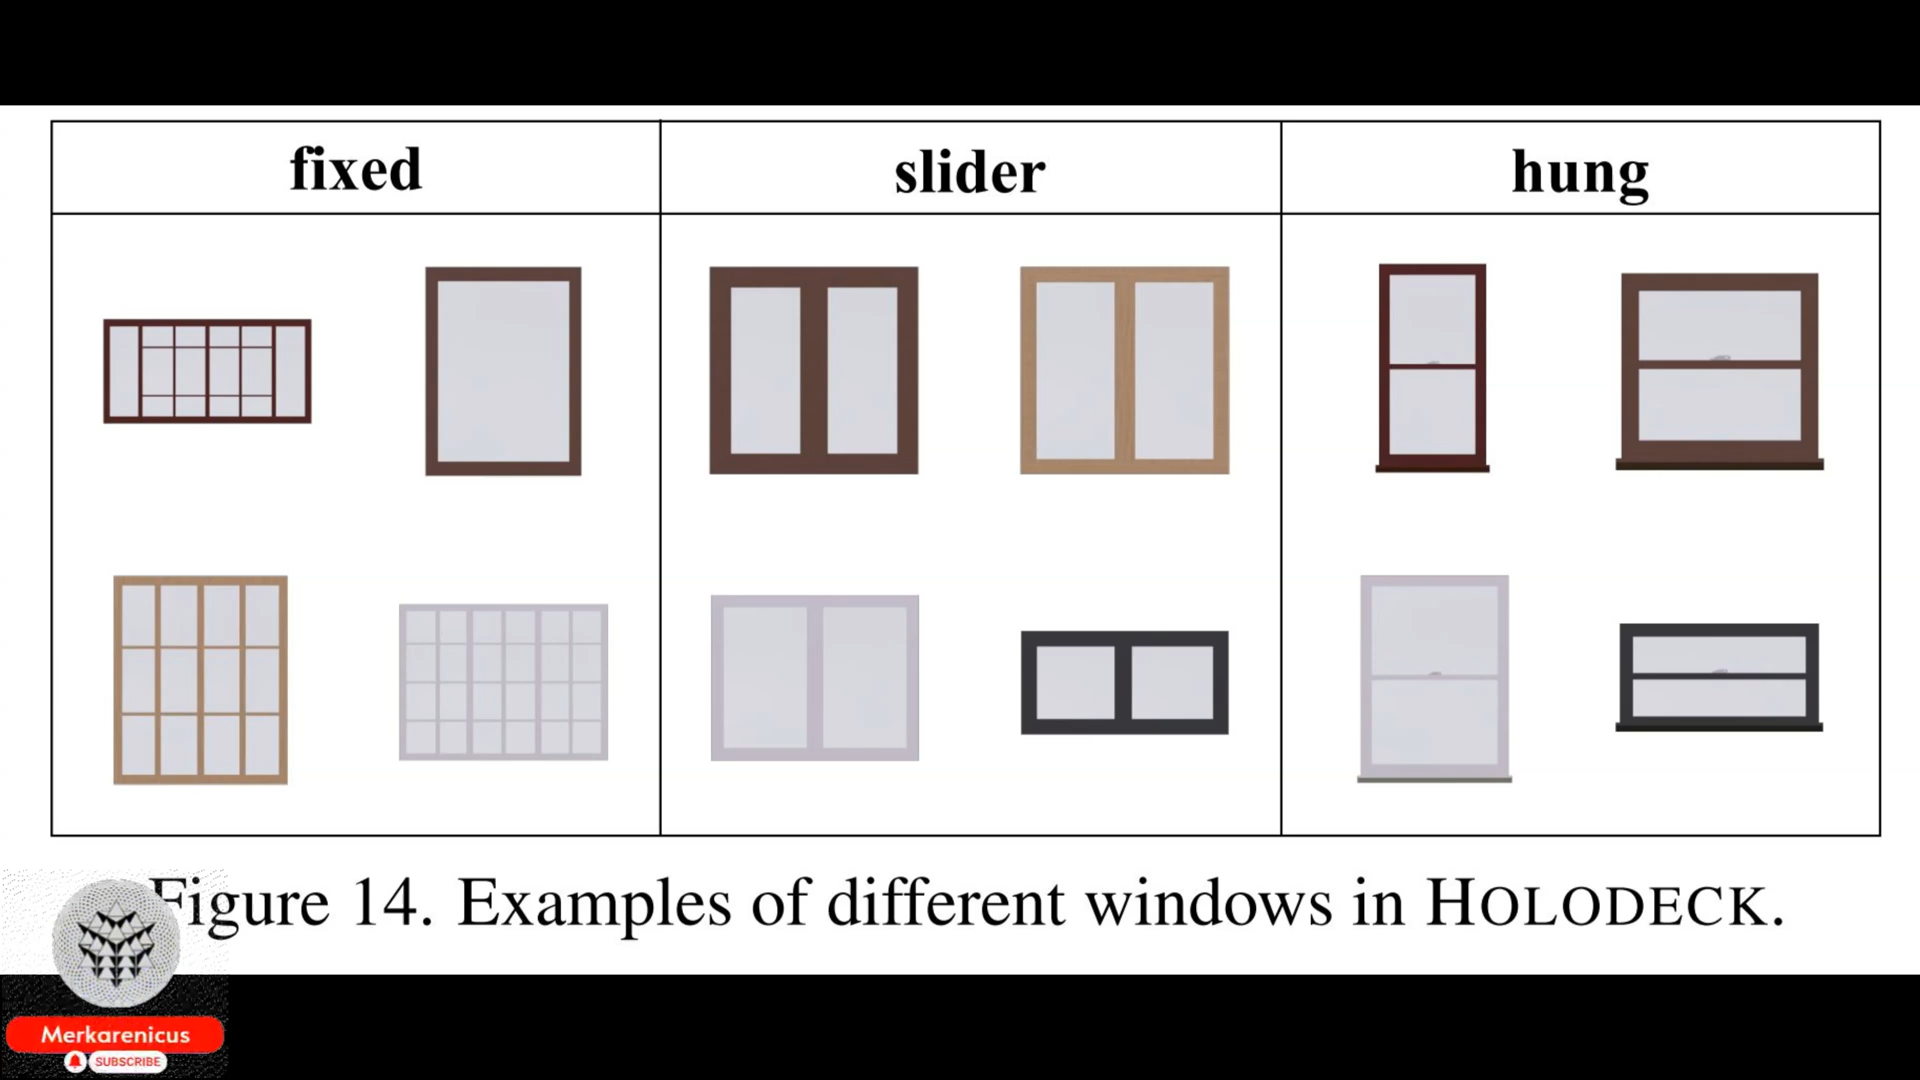 fixed
slider
hung
Figure 14. Examples of different windows in HOLODECK.
Merkarenicus
SUBSCRIBE